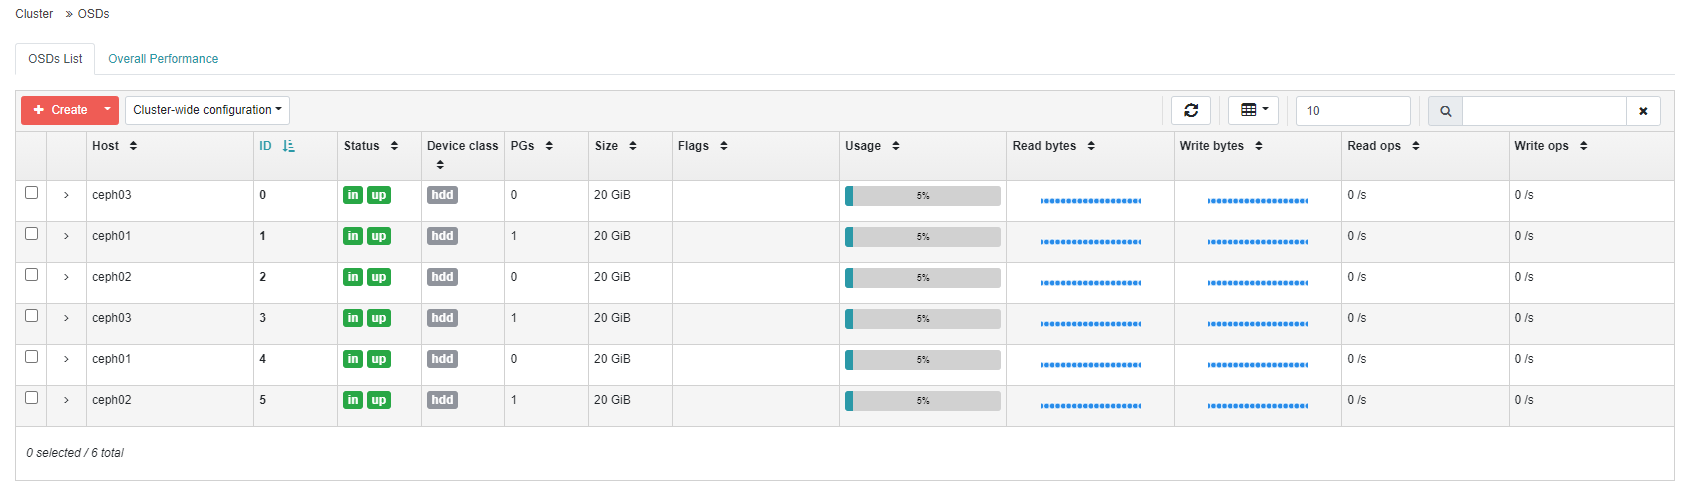 Cluster » OSDs
OSDs List Overall Performance
Create Cluster-wide configuration 10
Host ID Status Device class PGs Size Flags Usage Read bytes Write bytes Read ops Write ops
ceph03 0 in up hdd 0 20 GiB 5% 0 /s 0 /s
ceph01 1 in up hdd 1 20 GiB 5% 0 /s 0 /s
ceph02 2 in up hdd 0 20 GiB 5% 0 /s 0 /s
ceph03 3 in up hdd 1 20 GiB 5% 0 /s 0 /s
ceph01 4 in up hdd 0 20 GiB 5% 0 /s 0 /s
ceph02 5 in up hdd 1 20 GiB 5% 0 /s 0 /s
0 selected / 6 total